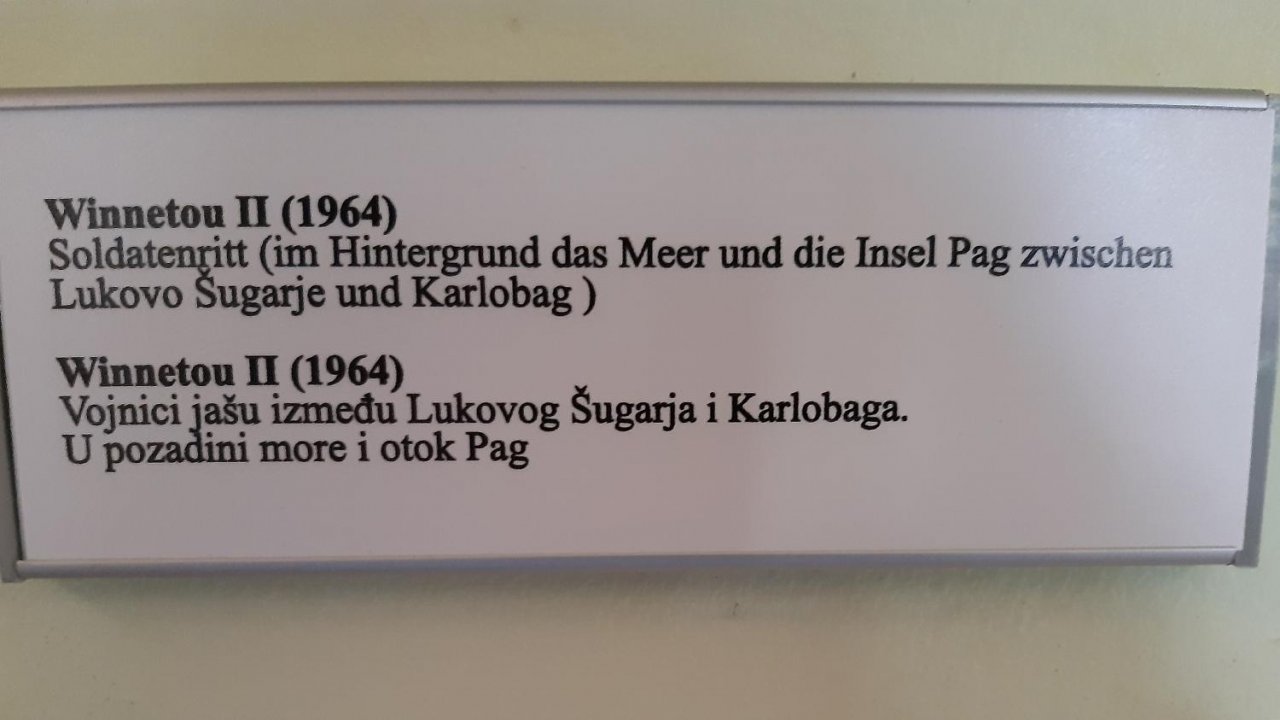 Winnetou II (1964)
Soldatenritt (im Hintergrund das Meer und die Insel Pag zwischen
Lukovo Šugarje und Karlobag )
Winnetou II (1964)
Vojnici jašu između Lukovog Šugarja i Karlobaga.
U pozadini more i otok Pag